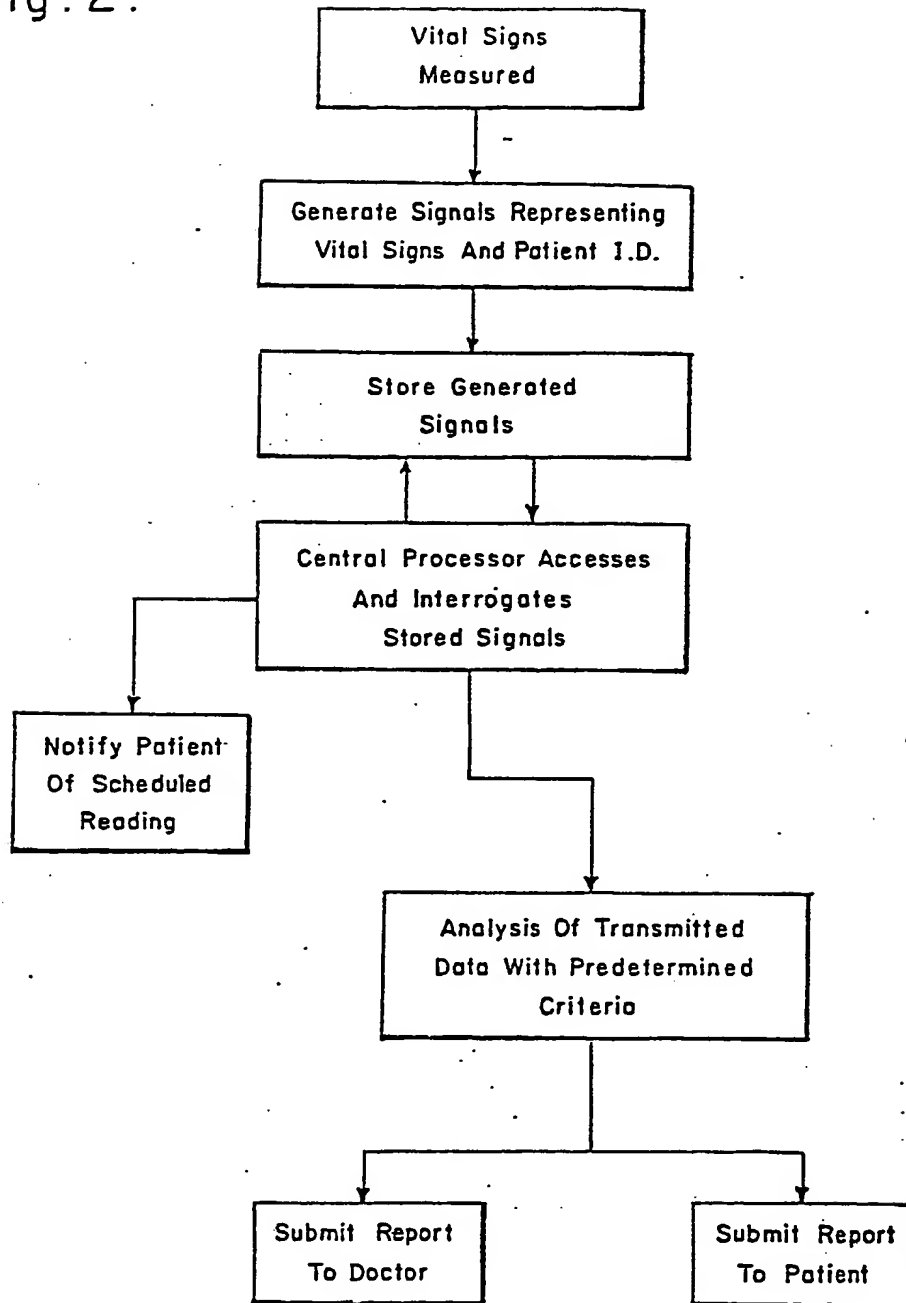 ig. 2.
Vital Signs
Measured
Generate Signals Representing
Vital Signs And Patient I.D.
Store Generated
Signals
Central Processor Accesses
And Interrogates
Stored Signals
Notify Patient
Of Scheduled
Reading
Analysis Of Transmitted
Data With Predetermined
Criteria
Submit Report
To Doctor
Submit Report
To Patient